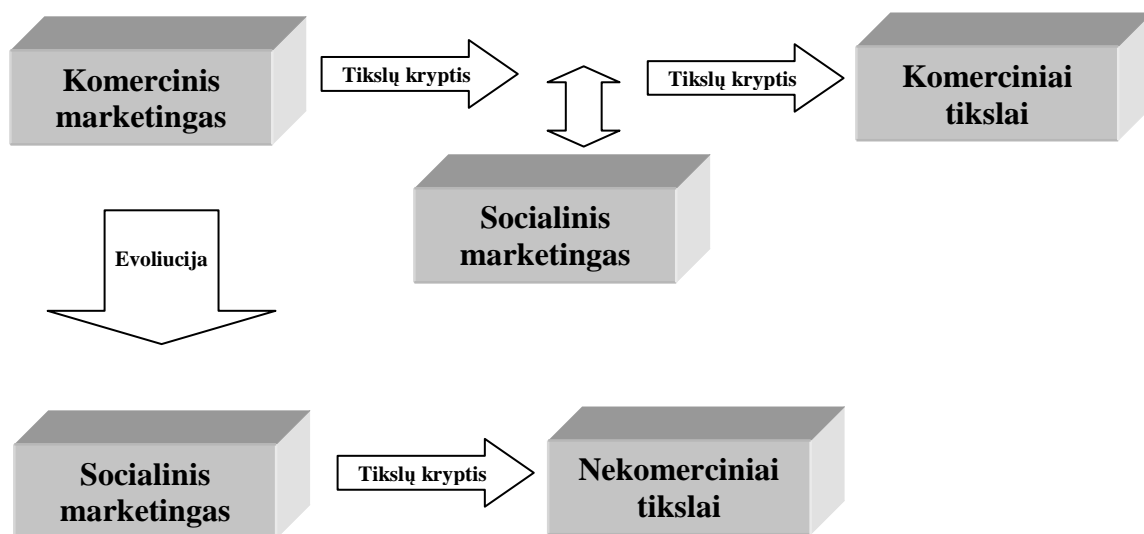 Komercinis
marketingas
Tikslų kryptis
Tikslų kryptis
Komerciniai
tikslai
Socialinis
marketingas
Evoliucija
Socialinis
marketingas
Tikslų kryptis
Nekomerciniai
tikslai